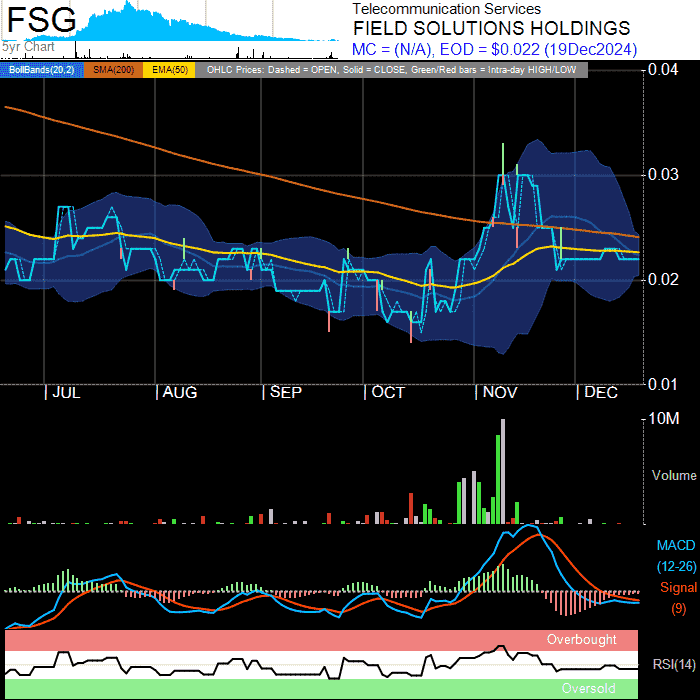 FSG
Telecommunication Services
FIELD SOLUTIONS HOLDINGS
5yr Chart
MC = (N/A), EOD = $0.022 (19Dec2024)
BollBands(20,2) SMA(200) EMA(50) OHLC Prices: Dashed = OPEN, Solid = CLOSE, Green/Red bars = Intra-day HIGH/LOW
0.04
0.03
0.02
0.01
| JUL | AUG | SEP | OCT | NOV | DEC
10M
Volume
MACD
(12-26)
Signal
(9)
Overbought
RSI(14)
Oversold